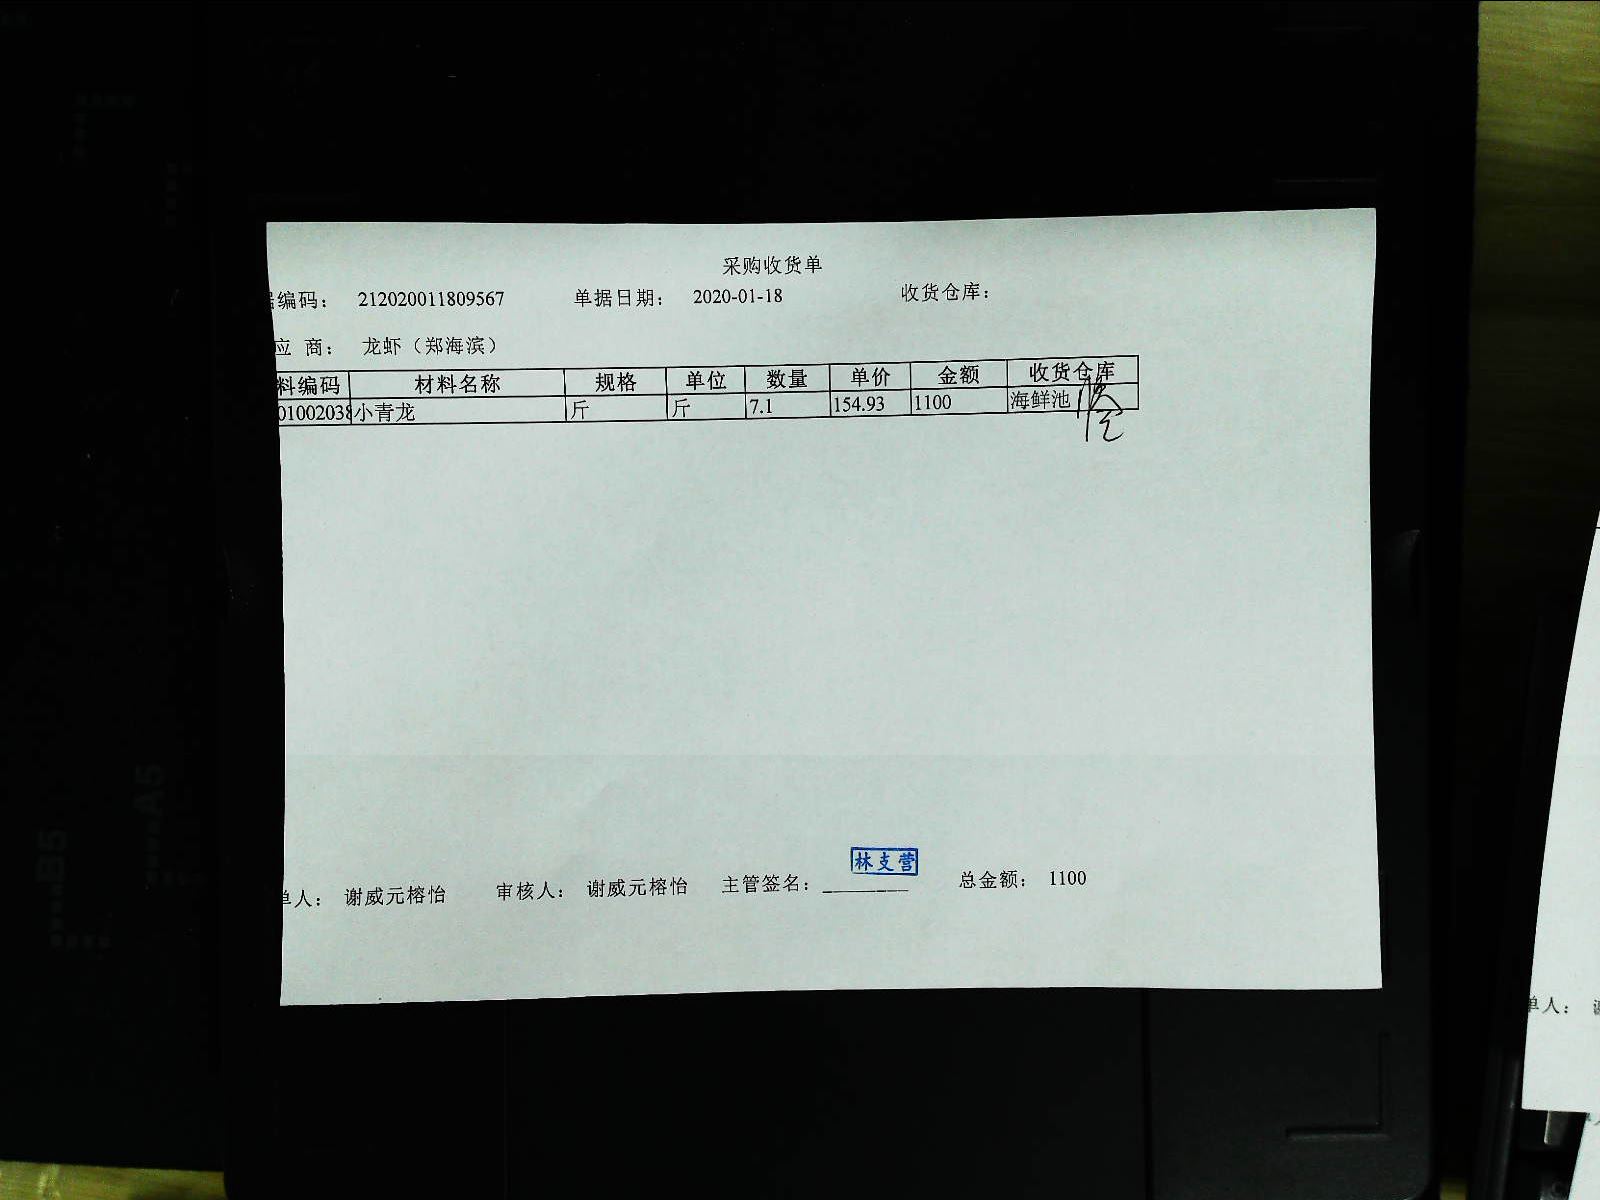 采购收货单
编码： 212020011809567 单据日期： 2020-01-18 收货仓库：
应 商： 龙虾（郑海滨）
料编码 材料名称 规格 单位 数量 单价 金额 收货仓库
01002038 小青龙 斤 斤 7.1 154.93 1100 海鲜池
林支营
单人： 谢威元榕怡 审核人： 谢威元榕怡 主管签名： 总金额： 1100
单人：
B5
A5